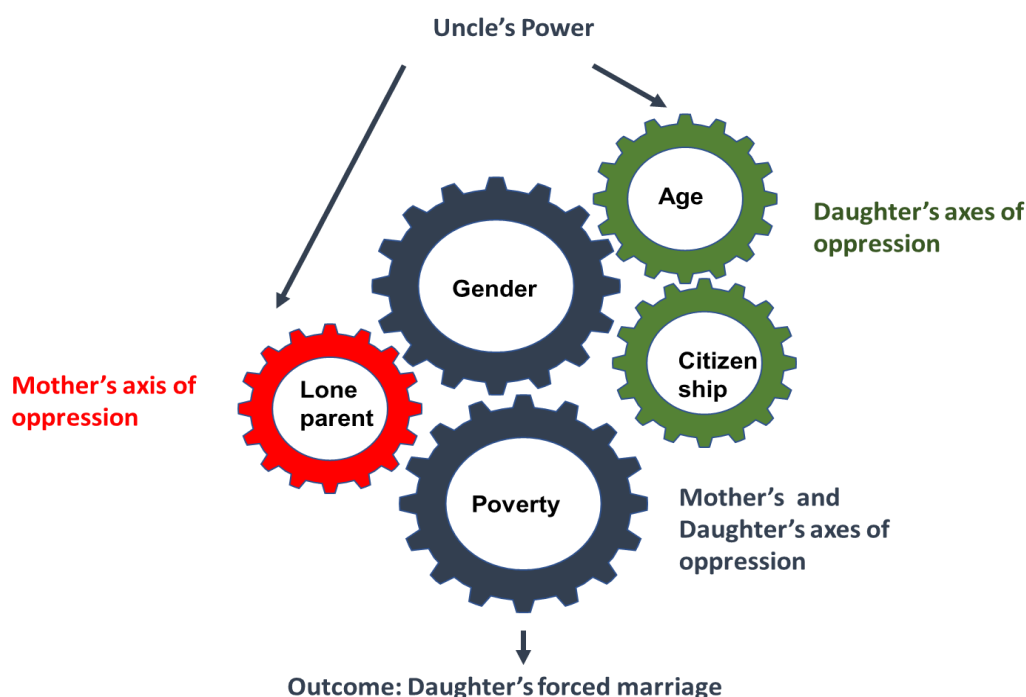 Uncle's Power
Age
Daughter's axes of
oppression
Gender
Citizen
ship
Mother's axis of
oppression
Lone
parent
Poverty
Mother's and
Daughter's axes of
oppression
Outcome: Daughter's forced marriage